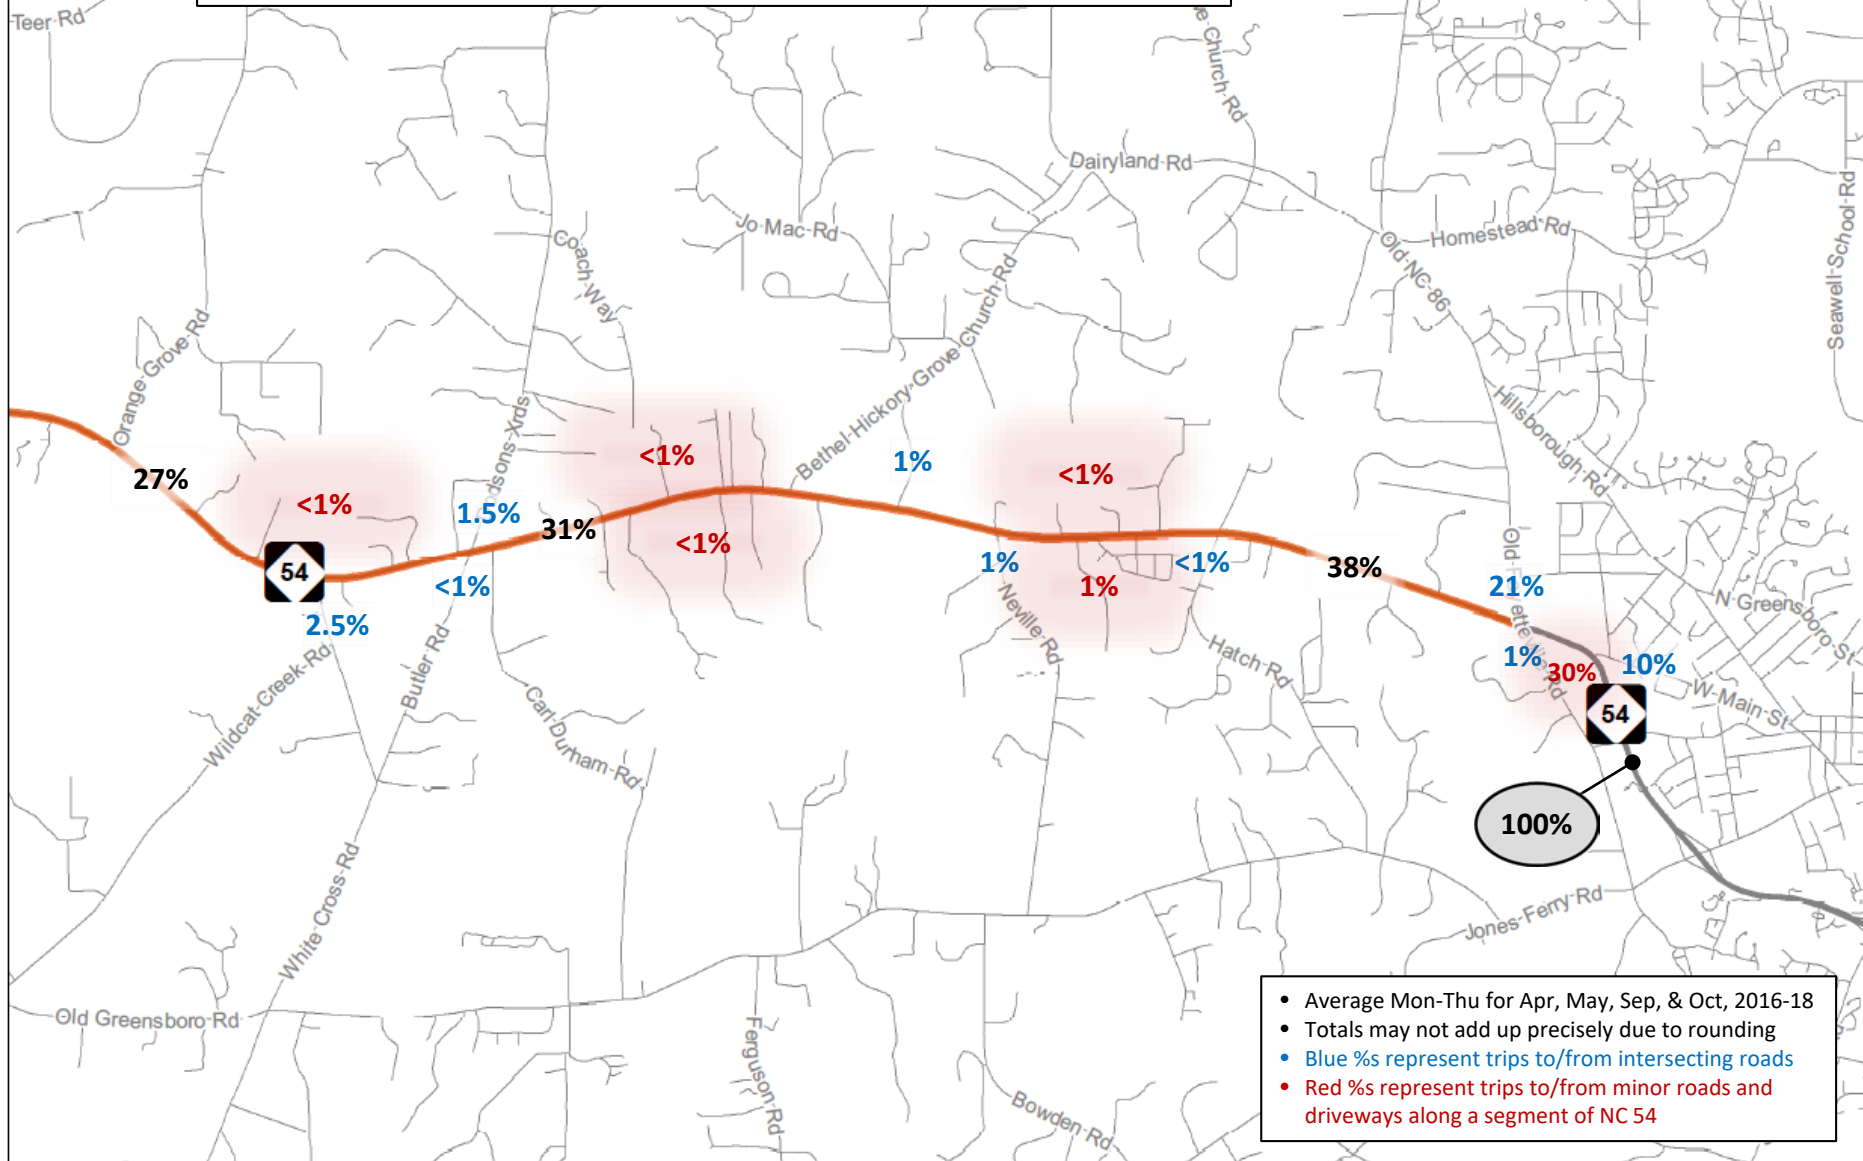 Teer Rd
Church Rd
Dairyland Rd
Jo Mac Rd
Coach Way
Homestead Rd
Old NC 86
Seawell School Rd
Orange Grove Rd
Bethel Hickory Grove Church Rd
Hillsborough Rd
27%
<1%
54
2.5%
1.5%
<1%
31%
<1%
<1%
1%
<1%
1%
1%
<1%
38%
21%
1%
30%
10%
54
100%
Neville Rd
Hatch Rd
N Greensboro St
W Main St
Wildcat Creek Rd
Butler Rd
Carl Durham Rd
White Cross Rd
Jones Ferry Rd
Old Greensboro Rd
Ferguson Rd
Bowden Rd
• Average Mon-Thu for Apr, May, Sep, & Oct, 2016-18
• Totals may not add up precisely due to rounding
• Blue %s represent trips to/from intersecting roads
• Red %s represent trips to/from minor roads and
driveways along a segment of NC 54